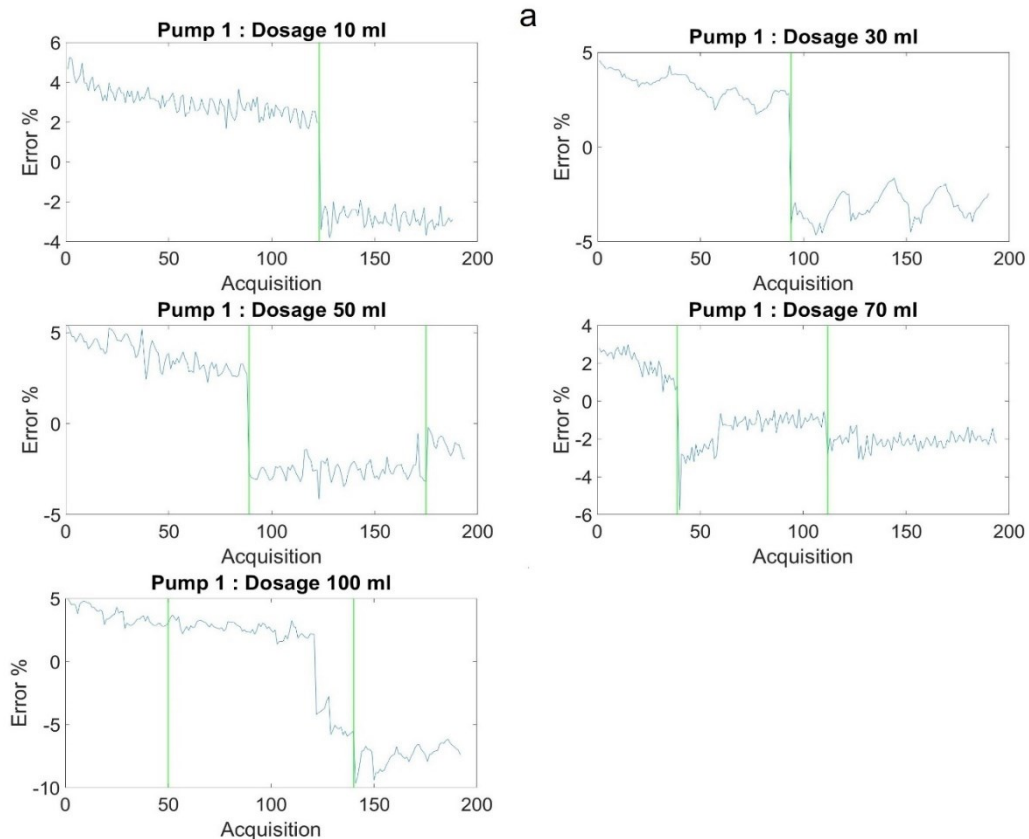 a
Pump 1 : Dosage 10 ml
6
4
2
0
-2
-4
Error %
0 50 100 150 200
Acquisition
Pump 1 : Dosage 30 ml
5
0
-5
Error %
0 50 100 150 200
Acquisition
Pump 1 : Dosage 50 ml
5
0
-5
Error %
0 50 100 150 200
Acquisition
Pump 1 : Dosage 70 ml
4
2
0
-2
-4
-6
Error %
0 50 100 150 200
Acquisition
Pump 1 : Dosage 100 ml
5
0
-5
-10
Error %
0 50 100 150 200
Acquisition